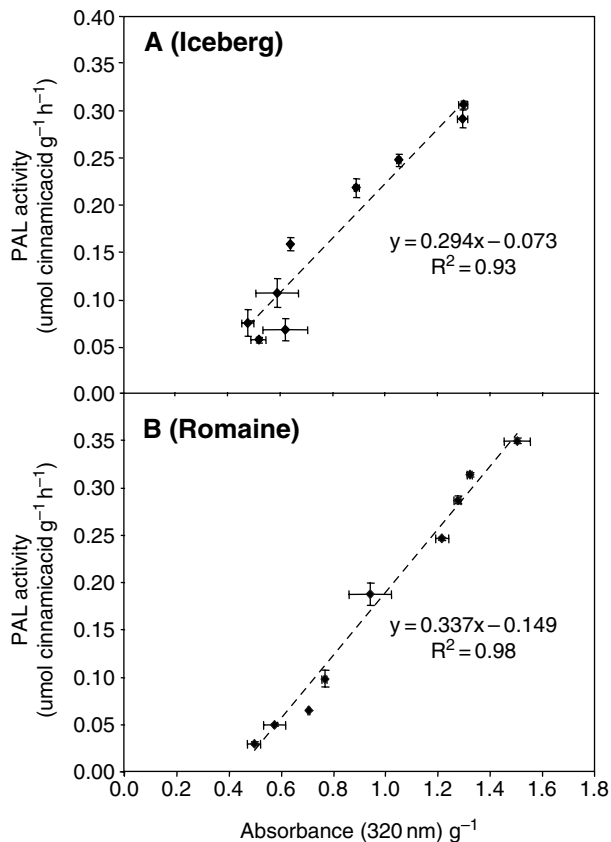 A (Iceberg)
0.40
0.35
0.30
0.25
0.20
0.15
0.10
0.05
0.00
PAL activity
(umol cinnamicacid g⁻¹ h⁻¹)
y = 0.294x – 0.073
R² = 0.93
B (Romaine)
0.35
0.30
0.25
0.20
0.15
0.10
0.05
0.00
PAL activity
(umol cinnamicacid g⁻¹ h⁻¹)
y = 0.337x – 0.149
R² = 0.98
0.0 0.2 0.4 0.6 0.8 1.0 1.2 1.4 1.6 1.8
Absorbance (320 nm) g⁻¹